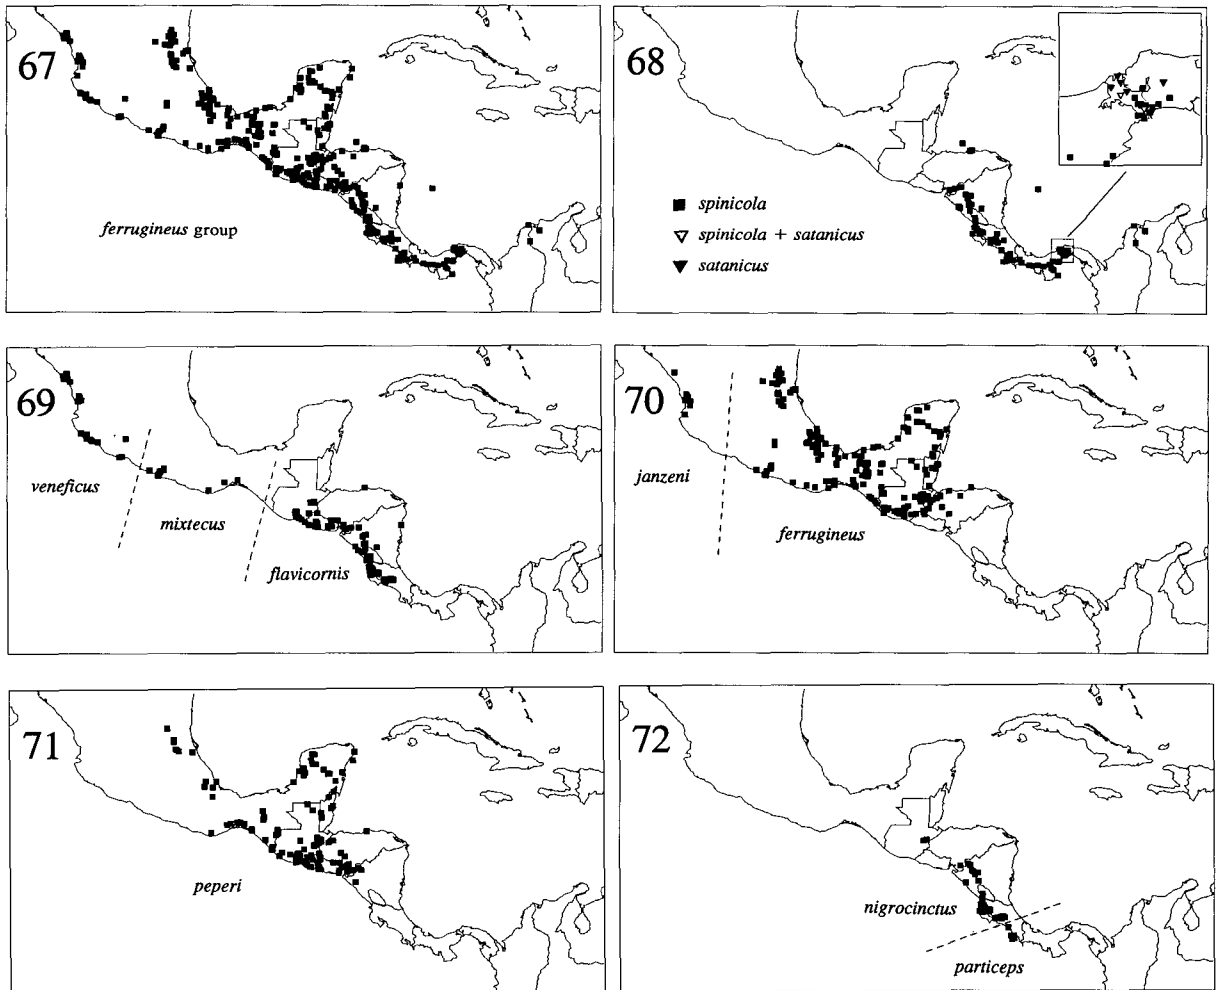 67
ferrugineus group
68
spinicola
spinicola + satanicus
satanicus
69
veneficus
mixtecus
flavicornis
70
janzeni
ferrugineus
71
peperi
72
nigrocinctus
particeps